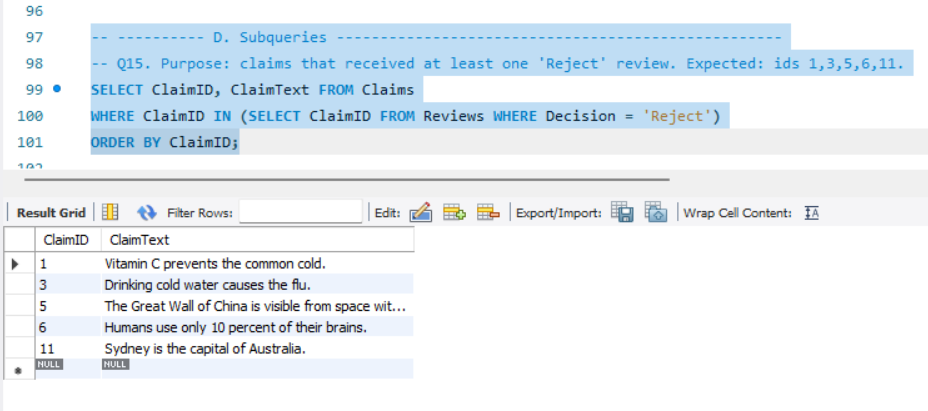 96
97 -- ---------- D. Subqueries ---------------------------------------------------
98 -- Q15. Purpose: claims that received at least one 'Reject' review. Expected: ids 1,3,5,6,11.
99 SELECT ClaimID, ClaimText FROM Claims
100 WHERE ClaimID IN (SELECT ClaimID FROM Reviews WHERE Decision = 'Reject')
101 ORDER BY ClaimID;
102
Result Grid Filter Rows: Edit: Export/Import: Wrap Cell Content: IA
ClaimID ClaimText
1 Vitamin C prevents the common cold.
3 Drinking cold water causes the flu.
5 The Great Wall of China is visible from space wit...
6 Humans use only 10 percent of their brains.
11 Sydney is the capital of Australia.
NULL NULL